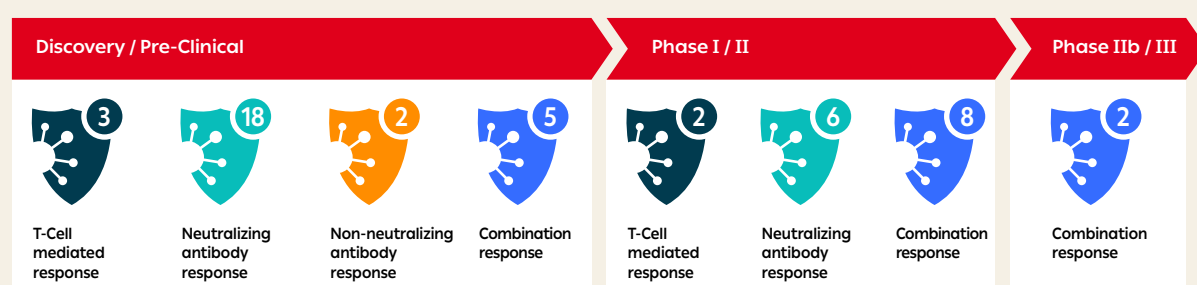 Discovery / Pre-Clinical
3
T-Cell
mediated
response
18
Neutralizing
antibody
response
2
Non-neutralizing
antibody
response
5
Combination
response
Phase I / II
2
T-Cell
mediated
response
6
Neutralizing
antibody
response
8
Combination
response
Phase IIb / III
2
Combination
response